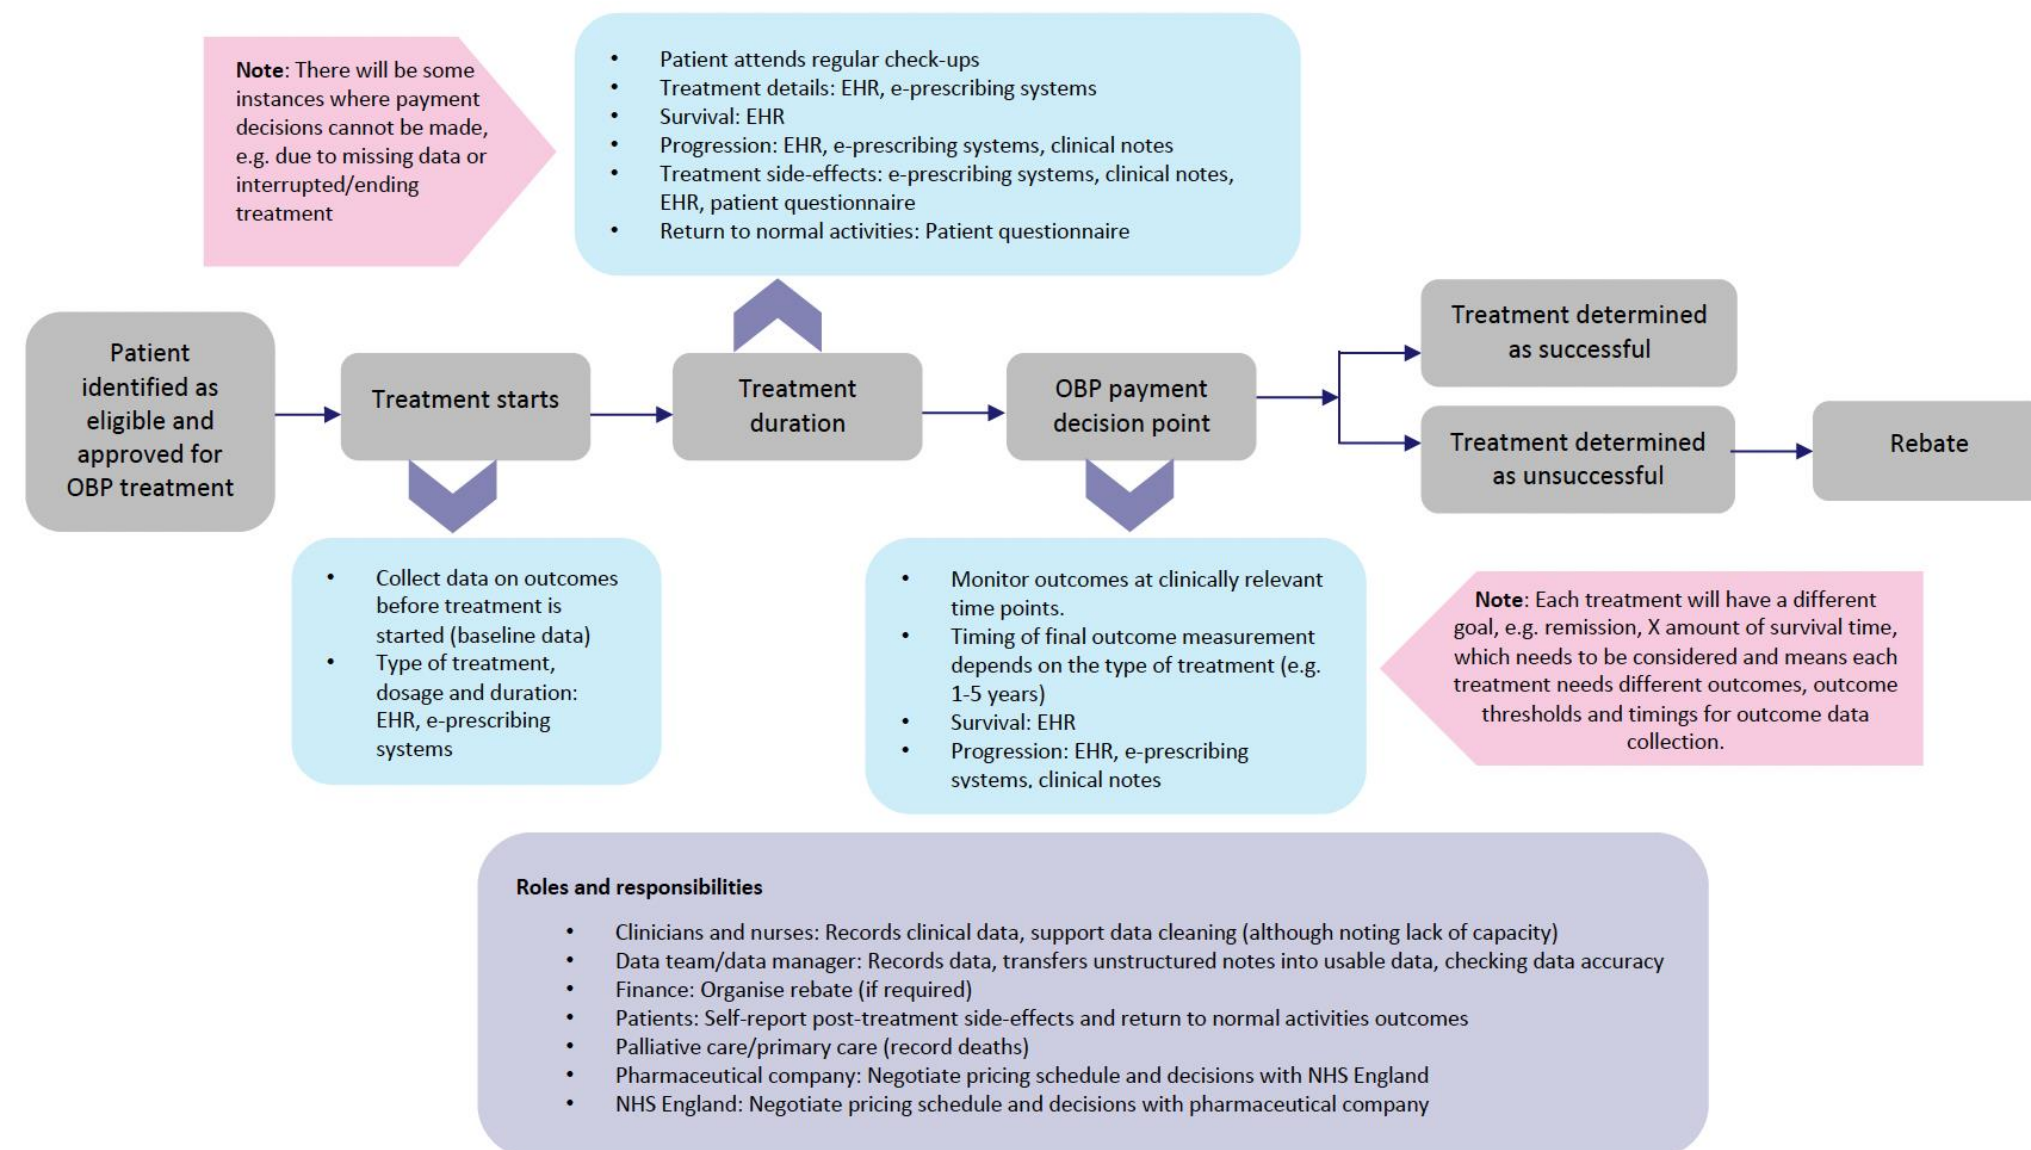 Note: There will be some
instances where payment
decisions cannot be made,
e.g. due to missing data or
interrupted/ending
treatment
• Patient attends regular check-ups
• Treatment details: EHR, e-prescribing systems
• Survival: EHR
• Progression: EHR, e-prescribing systems, clinical notes
• Treatment side-effects: e-prescribing systems, clinical notes,
EHR, patient questionnaire
• Return to normal activities: Patient questionnaire
Patient
identified as
eligible and
approved for
OBP treatment
Treatment starts
Treatment
duration
OBP payment
decision point
Treatment determined
as successful
Treatment determined
as unsuccessful
Rebate
• Collect data on outcomes
before treatment is
started (baseline data)
• Type of treatment,
dosage and duration:
EHR, e-prescribing
systems
• Monitor outcomes at clinically relevant
time points.
• Timing of final outcome measurement
depends on the type of treatment (e.g.
1-5 years)
• Survival: EHR
• Progression: EHR, e-prescribing
systems, clinical notes
Note: Each treatment will have a different
goal, e.g. remission, X amount of survival time,
which needs to be considered and means each
treatment needs different outcomes, outcome
thresholds and timings for outcome data
collection.
Roles and responsibilities
• Clinicians and nurses: Records clinical data, support data cleaning (although noting lack of capacity)
• Data team/data manager: Records data, transfers unstructured notes into usable data, checking data accuracy
• Finance: Organise rebate (if required)
• Patients: Self-report post-treatment side-effects and return to normal activities outcomes
• Palliative care/primary care (record deaths)
• Pharmaceutical company: Negotiate pricing schedule and decisions with NHS England
• NHS England: Negotiate pricing schedule and decisions with pharmaceutical company